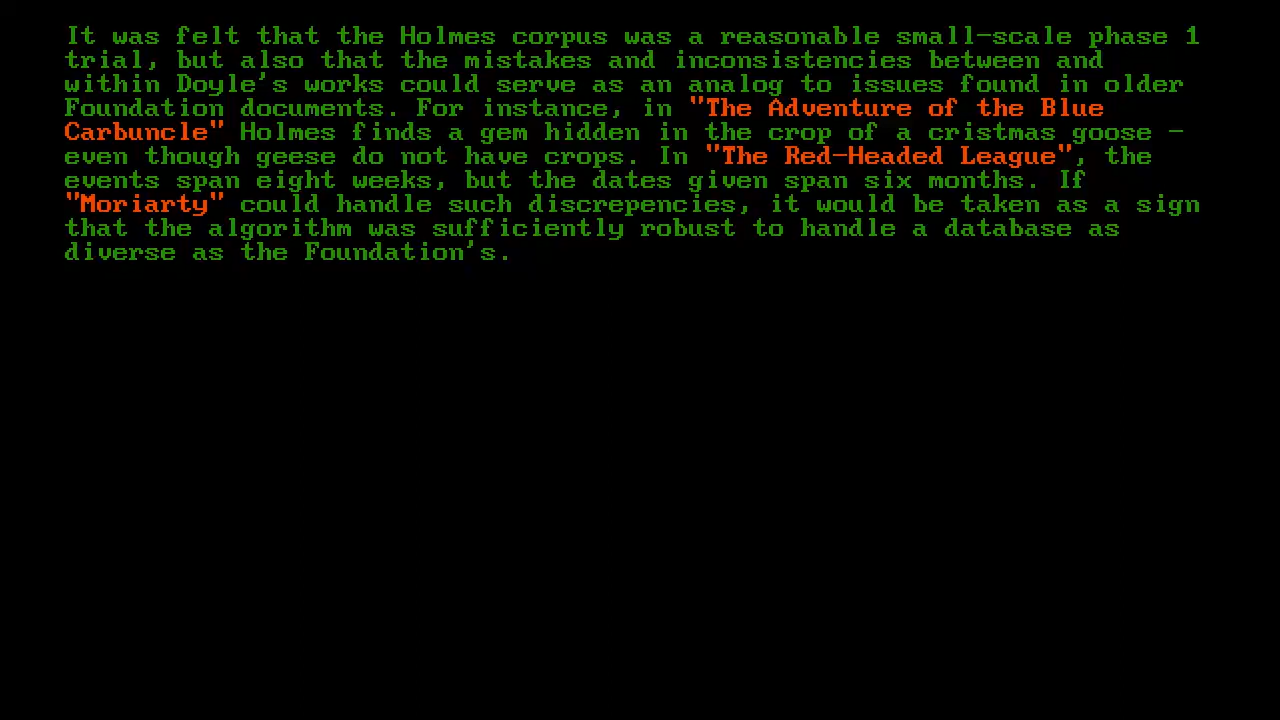 It was felt that the Holmes corpus was a reasonable small-scale phase 1
trial, but also that the mistakes and inconsistencies between and
within Doyle's works could serve as an analog to issues found in older
Foundation documents. For instance, in "The Adventure of the Blue
Carbuncle" Holmes finds a gem hidden in the crop of a cristmas goose -
even though geese do not have crops. In "The Red-Headed League", the
events span eight weeks, but the dates given span six months. If
"Moriarty" could handle such discrepencies, it would be taken as a sign
that the algorithm was sufficiently robust to handle a database as
diverse as the Foundation's.